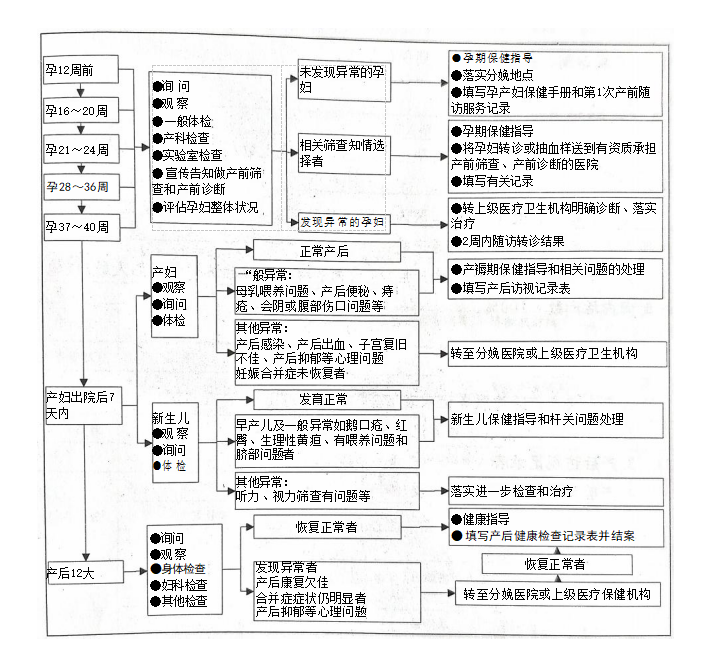 孕12周前
孕16～20周
孕21～24周
孕28～36周
孕37～40周
●询 问
●观 察
●一般体检
●产科检查
●实验室检查
● 宣传告知做产前筛
查和产前诊断
●评估孕妇整体状况
未发现异常的孕
妇
相关筛查知情选
择者
发现异常的孕妇
●孕期保健指导
●落实分娩地点
●填写孕产妇保健手册和第1次产前随
访服务记录
●孕期保健指导
●将孕妇转诊或抽血样送到有资质承担
产前筛查、产前诊断的医院
●填写有关记录
●转上级医疗卫生机构明确诊断、落实
治疗
●2周内随访转诊结果
产妇出院后7
天内
产妇
●观察
●询问
●体检
正常产后
一“般异常：
母乳喂养问题、产后便秘、痔
疮、会阴或腹部伤口问题等
其他异常：
产后感染、产后出血、子宫复旧
不佳、产后抑郁等心理问题
妊娠合并症未恢复者
●产褥期保健指导和相关问题的处理
●填写产后访视记录表
转至分娩医院或上级医疗卫生机构
新生儿
●观察
●询问
●体 检
发育正常
早产儿及一般异常如鹅口疮、红
臀、生理性黄疸、有喂养问题和
脐部问题者
其他异常：
听力、视力筛查有问题等
新生儿保健指导和杆关问题处理
落实进一步检查和治疗
产后12大
●询问
●观察
●身体检查
●妇科检查
●其他检查
恢复正常者
发现异常者
产后康复欠佳
合并症症状仍明显者
产后抑郁等心理问题
●健康指导
● 填写产后健康检查记录表并结案
恢复正常者
转至分娩医院或上级医疗保健机构